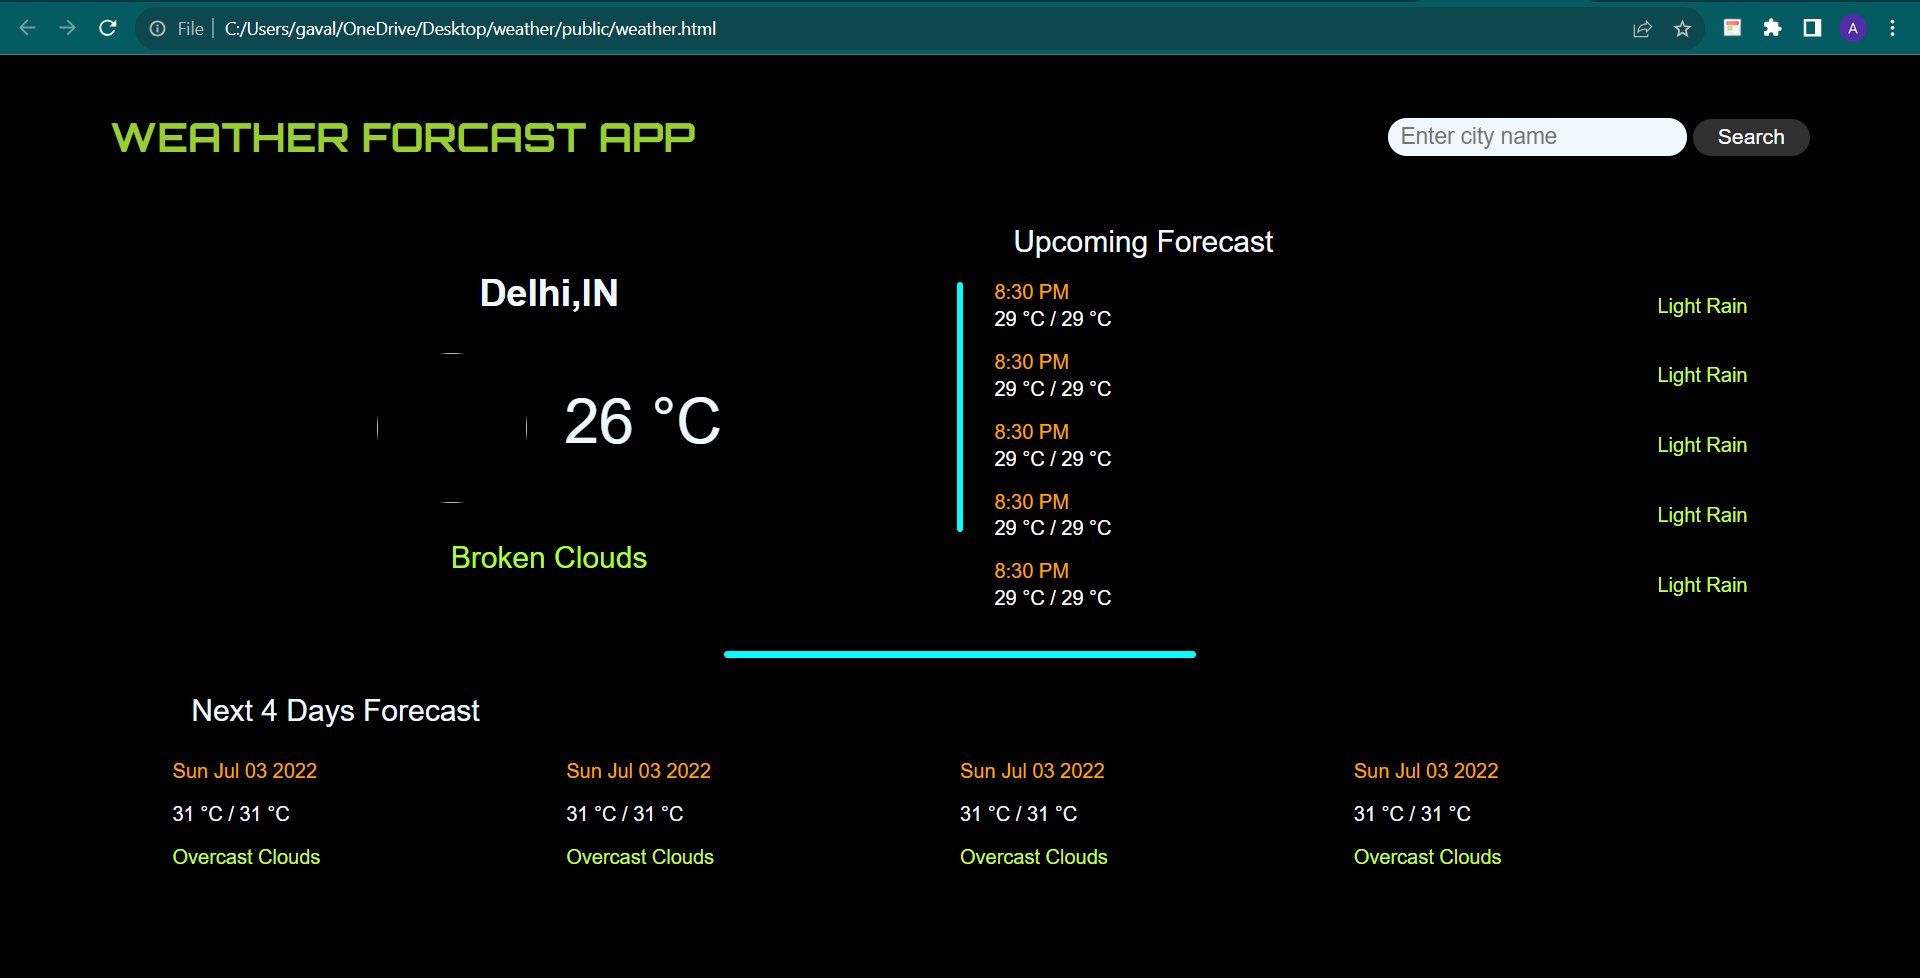 File | C:/Users/gaval/OneDrive/Desktop/weather/public/weather.html
A
WEATHER FORCAST APP
Enter city name
Search
Delhi,IN
26 °C
Broken Clouds
Upcoming Forecast
8:30 PM
29 °C / 29 °C
Light Rain
8:30 PM
29 °C / 29 °C
Light Rain
8:30 PM
29 °C / 29 °C
Light Rain
8:30 PM
29 °C / 29 °C
Light Rain
8:30 PM
29 °C / 29 °C
Light Rain
Next 4 Days Forecast
Sun Jul 03 2022
31 °C / 31 °C
Overcast Clouds
Sun Jul 03 2022
31 °C / 31 °C
Overcast Clouds
Sun Jul 03 2022
31 °C / 31 °C
Overcast Clouds
Sun Jul 03 2022
31 °C / 31 °C
Overcast Clouds